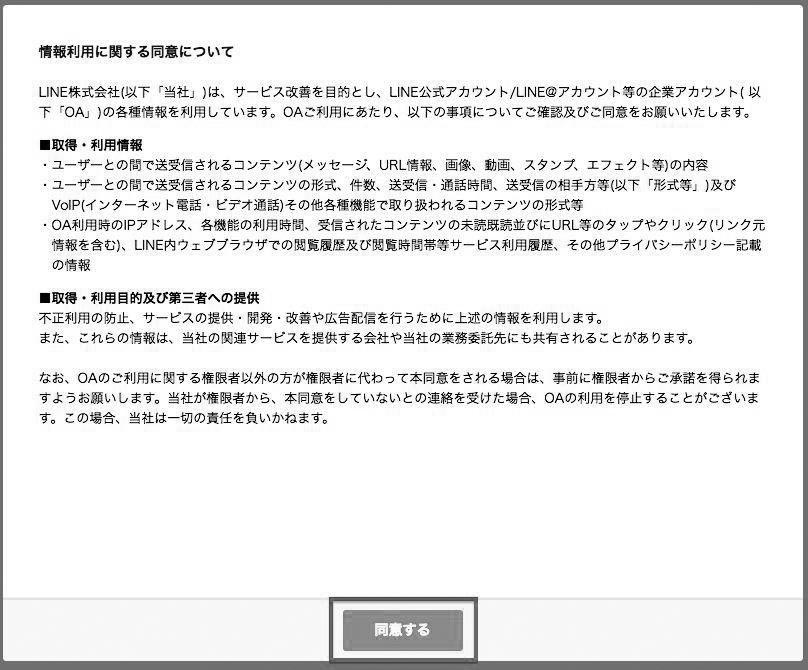 情報利用に関する同意について
LINE株式会社(以下「当社」)は、サービス改善を目的とし、LINE公式アカウント/LINE@アカウント等の企業アカウント( 以
下「OA」)の各種情報を利用しています。OAご利用にあたり、以下の事項についてご確認及びご同意をお願いいたします。
■取得・利用情報
・ユーザーとの間で送受信されるコンテンツ(メッセージ、URL情報、画像、動画、スタンプ、エフェクト等)の内容
・ユーザーとの間で送受信されるコンテンツの形式、件数、送受信・通話時間、送受信の相手方等(以下「形式等」)及び
VoIP(インターネット電話・ビデオ通話)その他各種機能で取り扱われるコンテンツの形式等
・OA利用時のIPアドレス、各機能の利用時間、受信されたコンテンツの未読既読並びにURL等のタップやクリック(リンク元
情報を含む)、LINE内ウェブブラウザでの閲覧履歴及び閲覧時間帯等サービス利用履歴、その他プライバシーポリシー記載
の情報
■取得・利用目的及び第三者への提供
不正利用の防止、サービスの提供・開発・改善や広告配信を行うために上述の情報を利用します。
また、これらの情報は、当社の関連サービスを提供する会社や当社の業務委託先にも共有されることがあります。
なお、OAのご利用に関する権限者以外の方が権限者に代わって本同意をされる場合は、事前に権限者からご承諾を得られま
すようお願いします。当社が権限者から、本同意をしていないとの連絡を受けた場合、OAの利用を停止することがございま
す。この場合、当社は一切の責任を負いかねます。
同意する